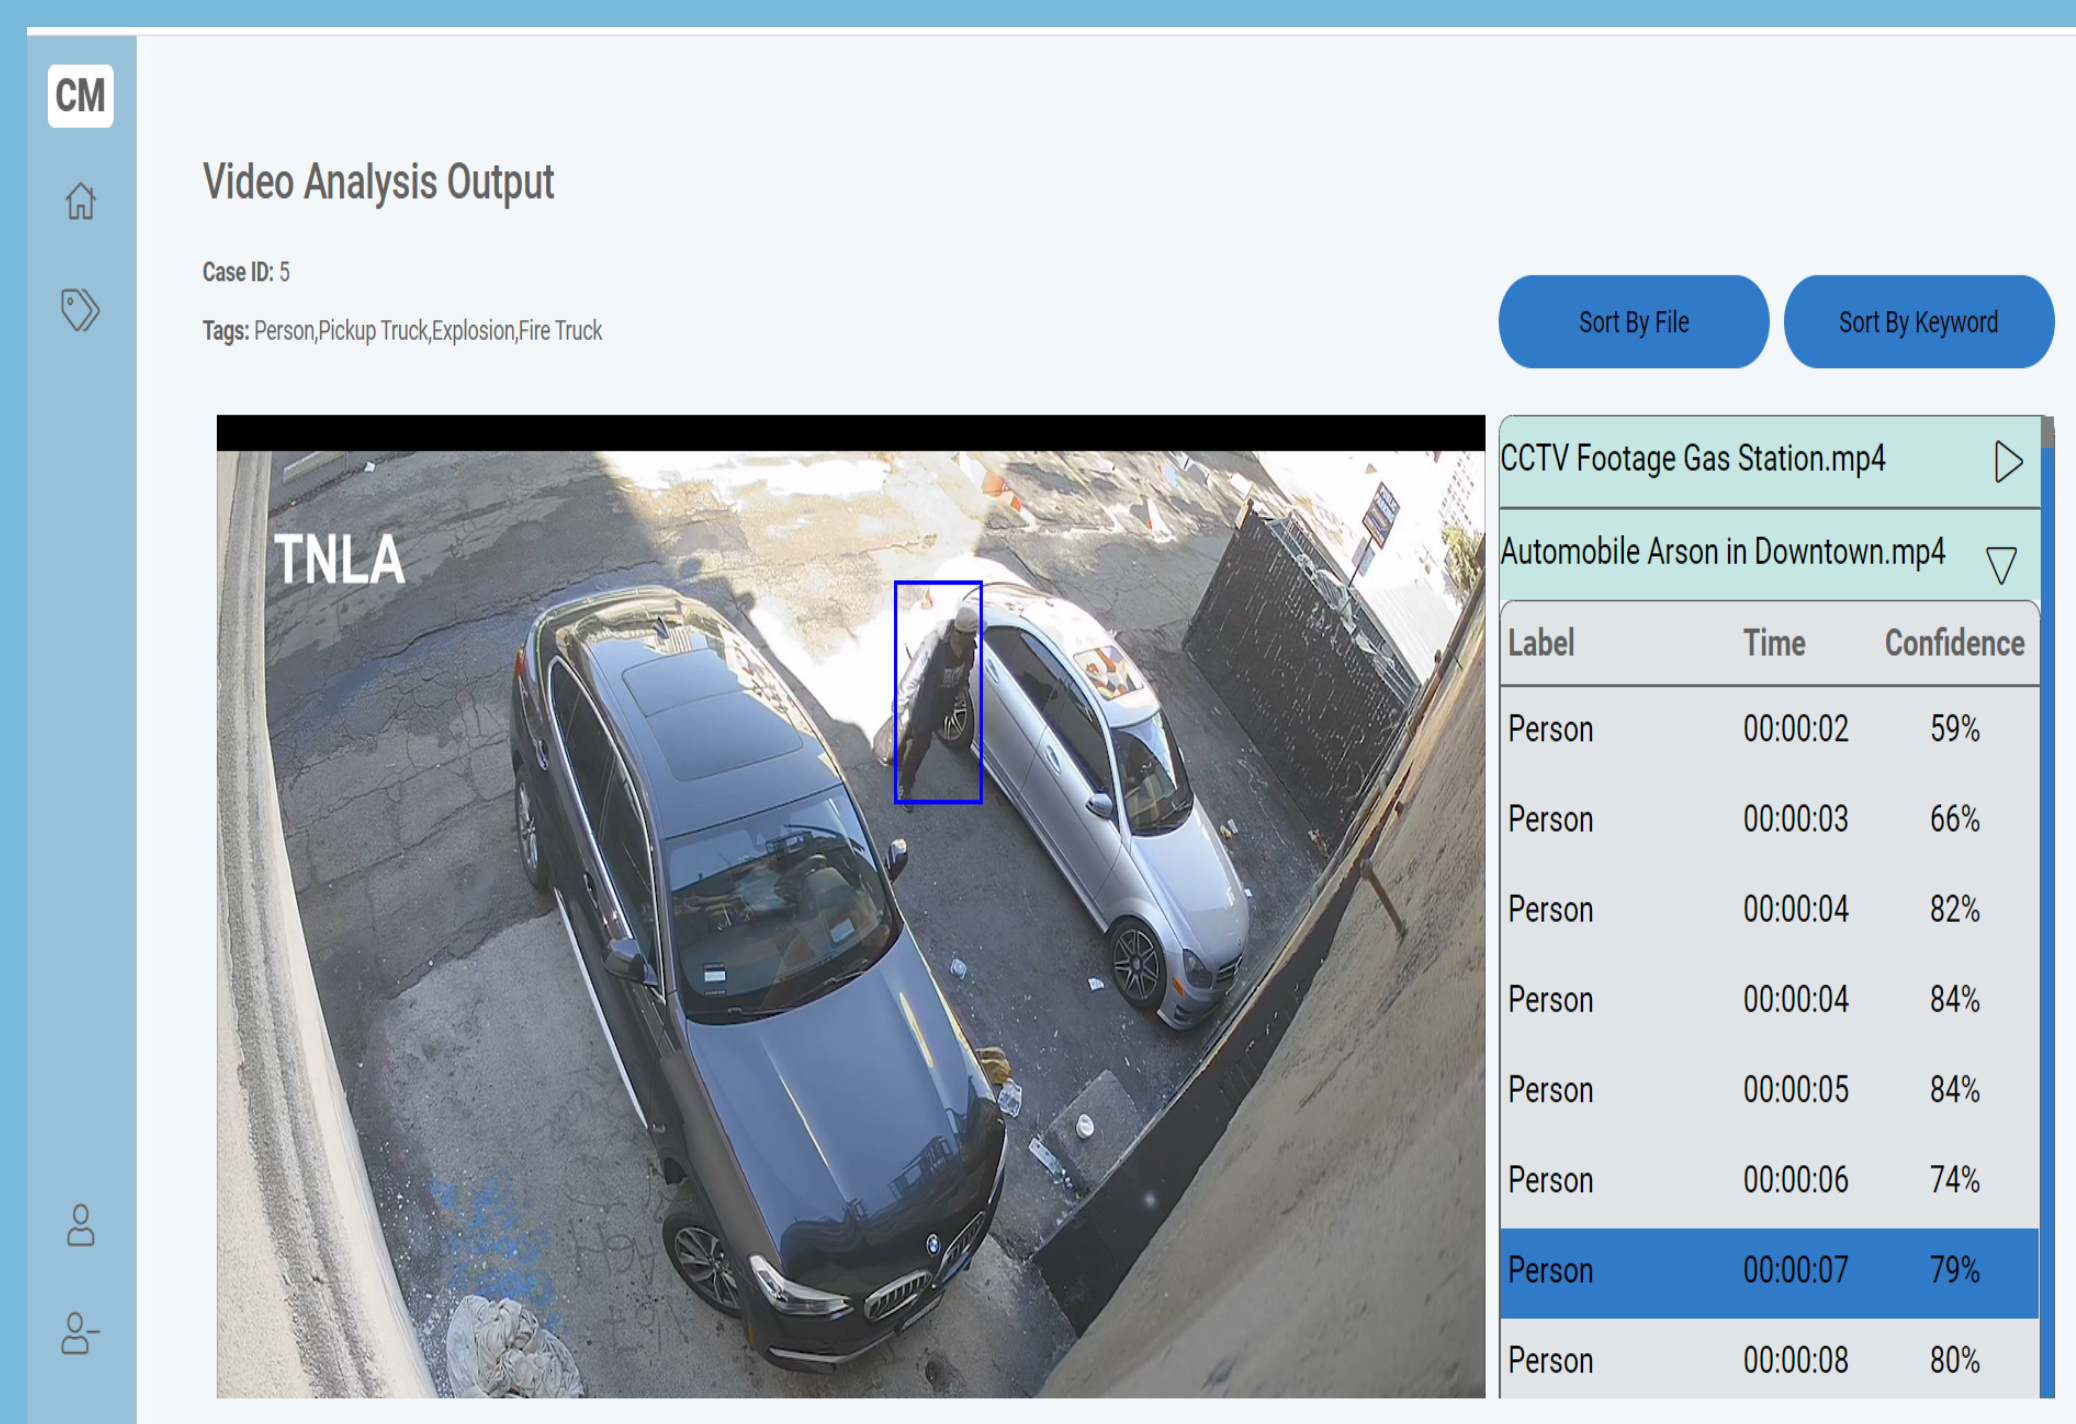 CM
Video Analysis Output
Case ID: 5
Tags: Person,Pickup Truck,Explosion,Fire Truck
Sort By File
Sort By Keyword
TNLA
CCTV Footage Gas Station.mp4
Automobile Arson in Downtown.mp4
Label Time Confidence
Person 00:00:02 59%
Person 00:00:03 66%
Person 00:00:04 82%
Person 00:00:04 84%
Person 00:00:05 84%
Person 00:00:06 74%
Person 00:00:07 79%
Person 00:00:08 80%